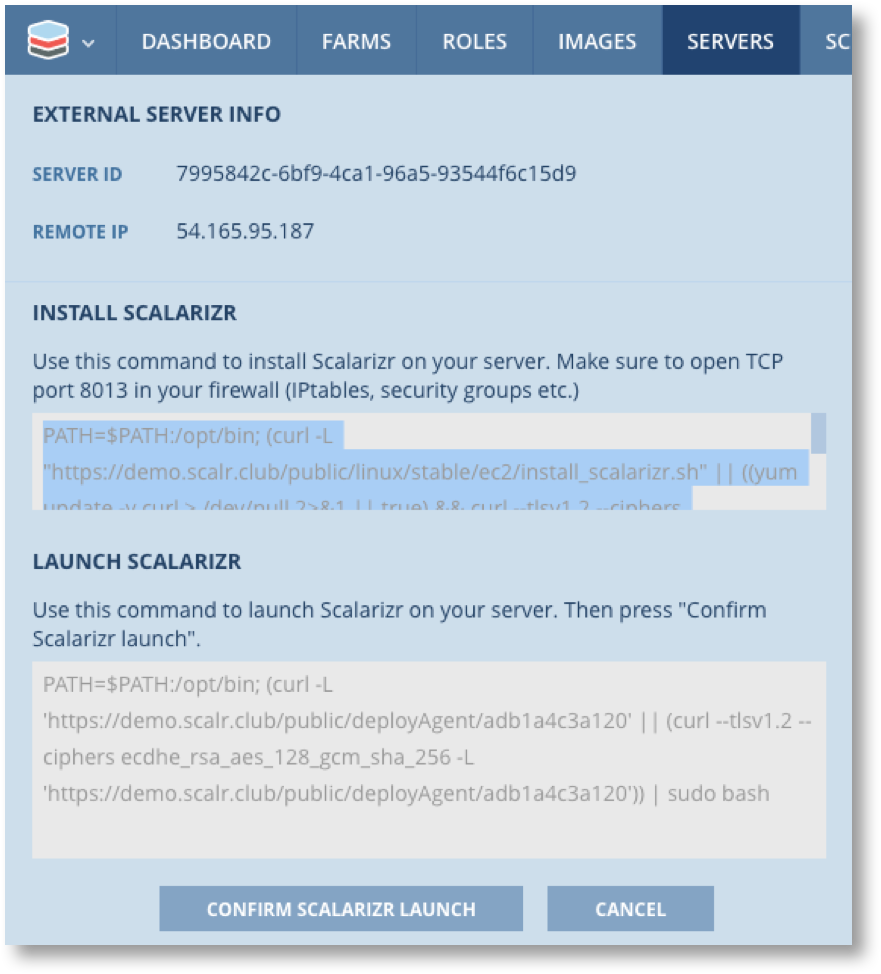 DASHBOARD FARMS ROLES IMAGES SERVERS SC
EXTERNAL SERVER INFO
SERVER ID 7995842c-6bf9-4ca1-96a5-93544f6c15d9
REMOTE IP 54.165.95.187
INSTALL SCALARIZR
Use this command to install Scalarizr on your server. Make sure to open TCP
port 8013 in your firewall (IPtables, security groups etc.)
PATH=$PATH:/opt/bin; (curl -L
"https://demo.scalr.club/public/linux/stable/ec2/install_scalarizr.sh" || ((yum
update -y curl > /dev/null 2>&1 || true) && curl --tlsv1.2 --ciphers
LAUNCH SCALARIZR
Use this command to launch Scalarizr on your server. Then press "Confirm
Scalarizr launch".
PATH=$PATH:/opt/bin; (curl -L
'https://demo.scalr.club/public/deployAgent/adb1a4c3a120' || (curl --tlsv1.2 --
ciphers ecdhe_rsa_aes_128_gcm_sha_256 -L
'https://demo.scalr.club/public/deployAgent/adb1a4c3a120')) | sudo bash
CONFIRM SCALARIZR LAUNCH CANCEL